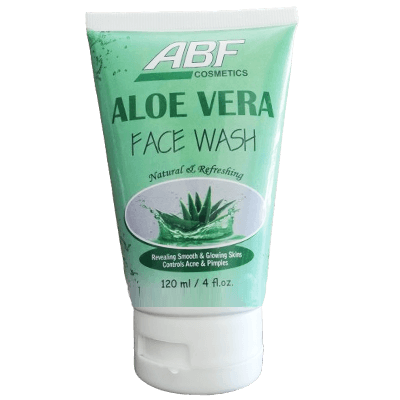 ABF
COSMETICS
ALOE VERA
FACE WASH
Natural & Refreshing
Revealing Smooth & Glowing Skins
Controls Acne & Pimples
120 ml / 4 fl.oz.